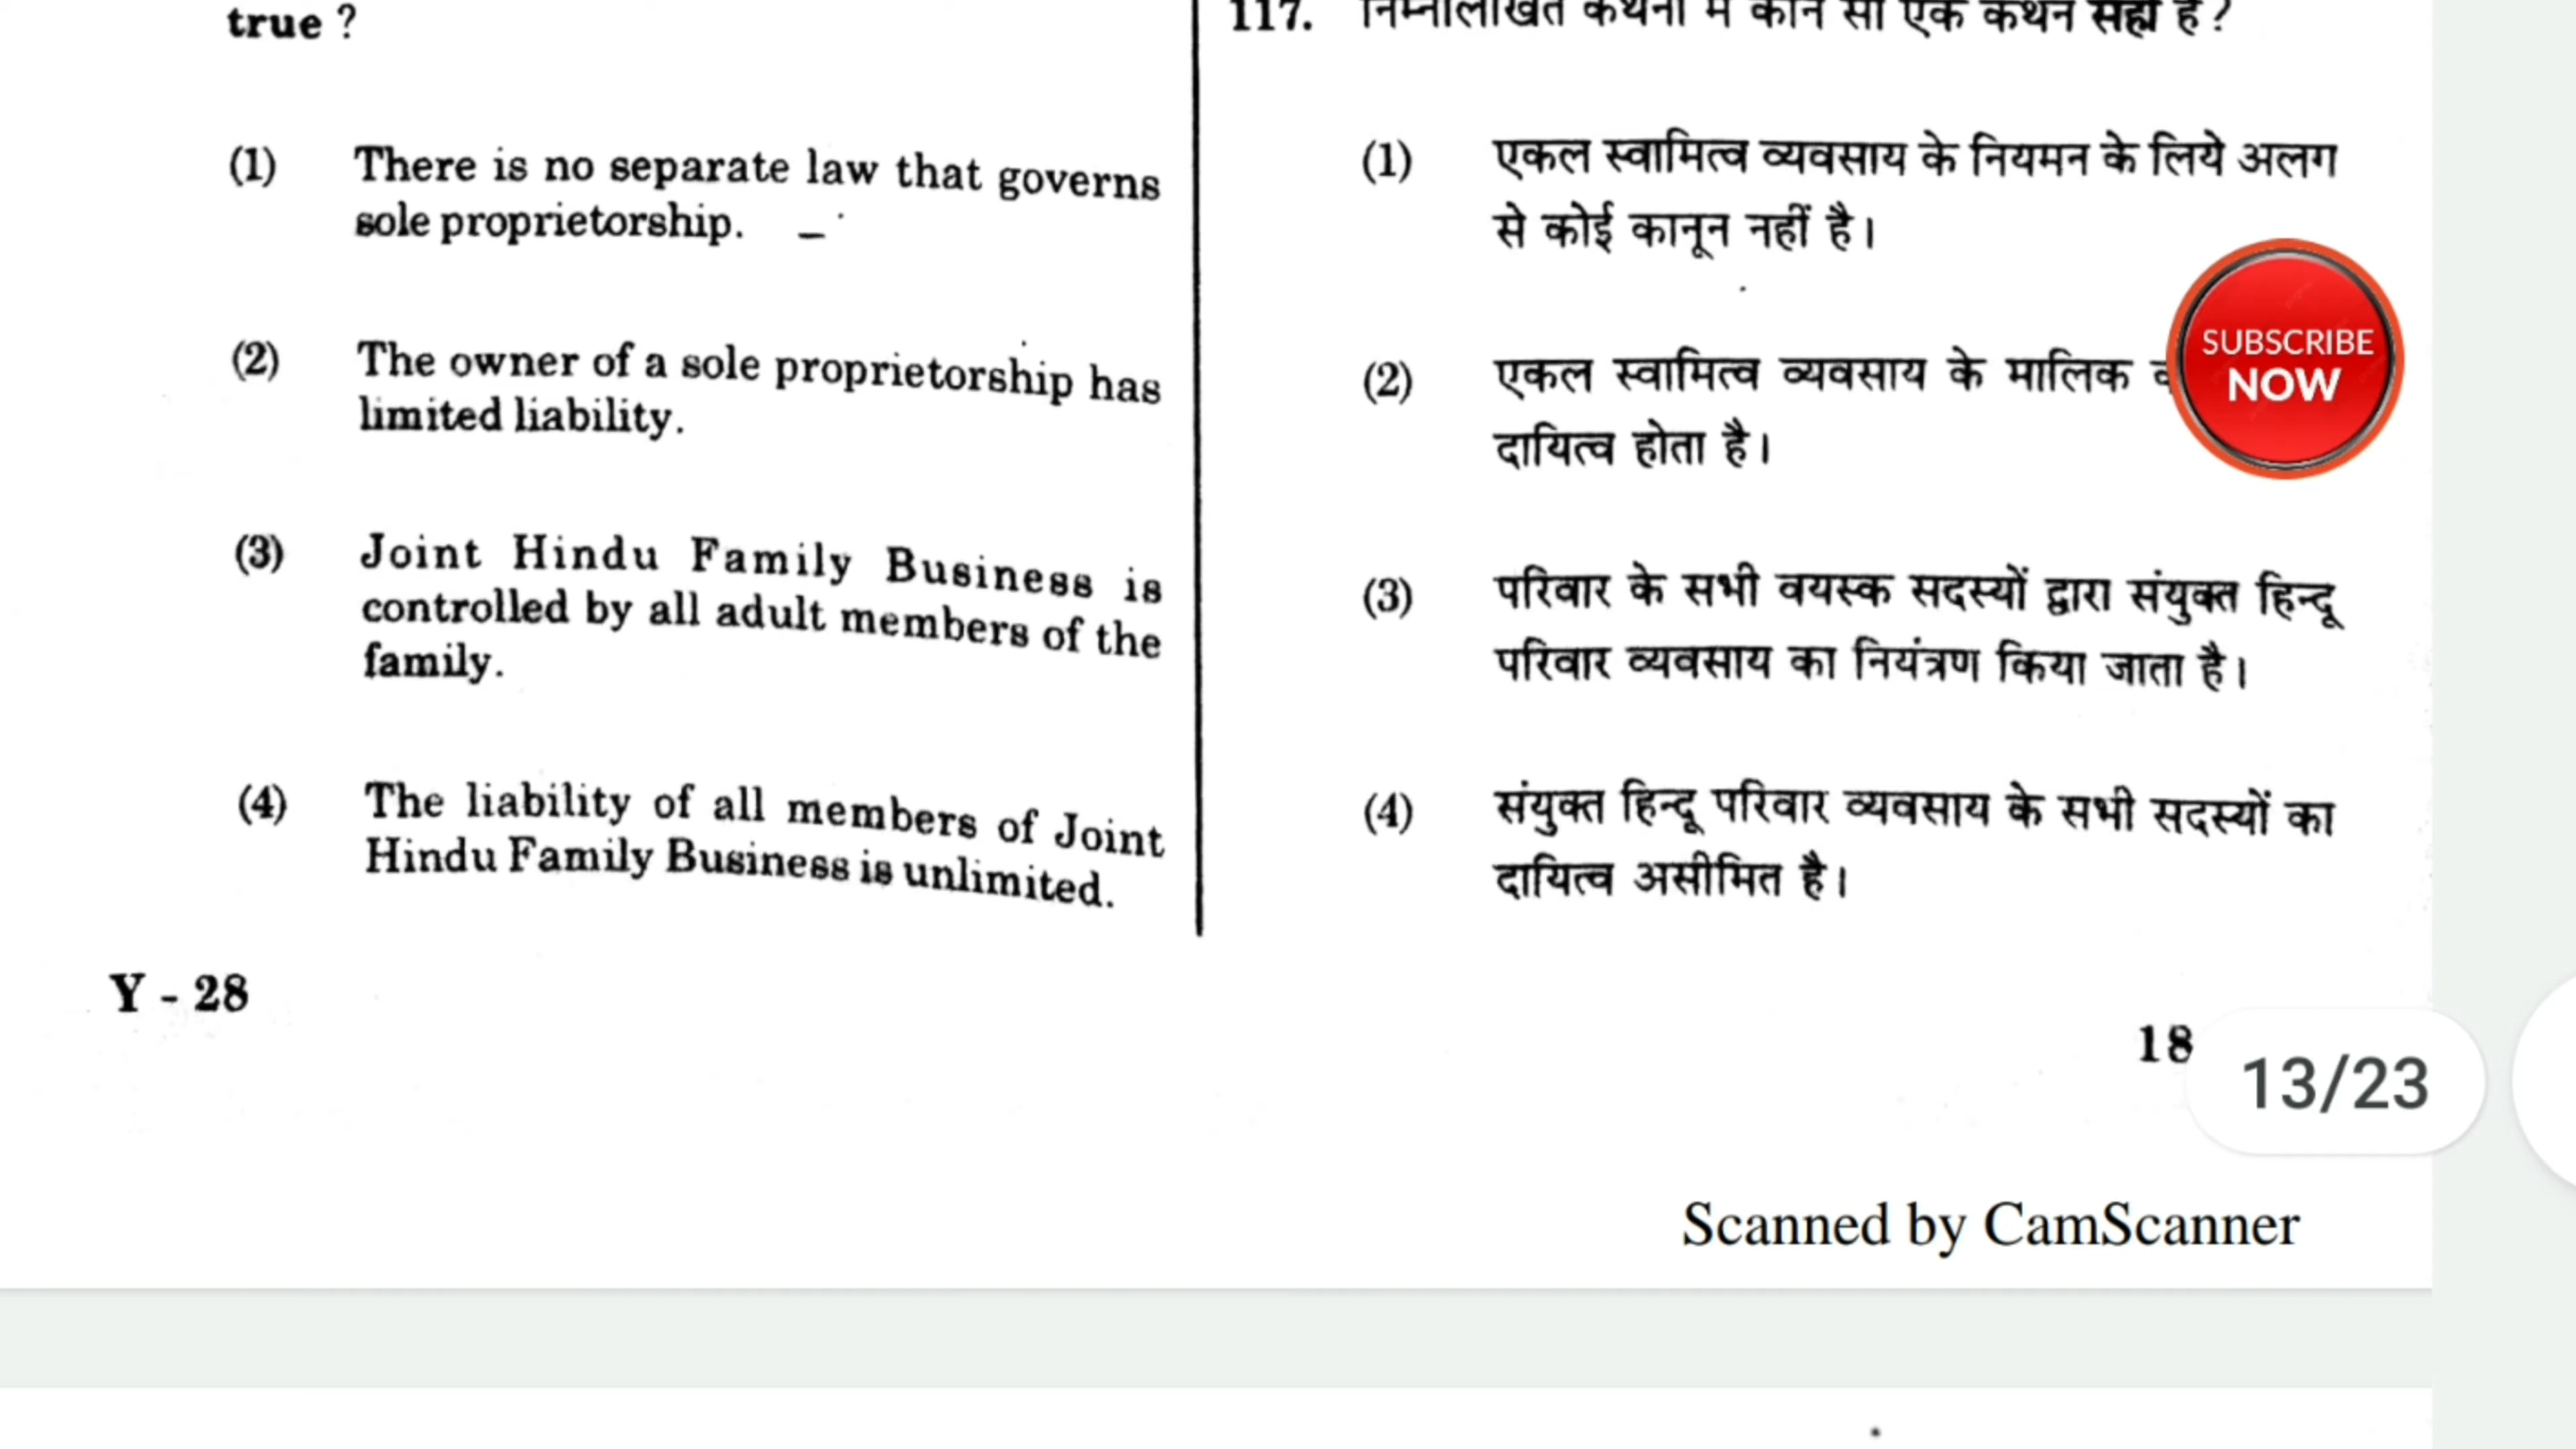 true ?
(1) There is no separate law that governs
sole proprietorship.
(2) The owner of a sole proprietorship has
limited liability.
(3) Joint Hindu Family Business is
controlled by all adult members of the
family.
(4) The liability of all members of Joint
Hindu Family Business is unlimited.
Y - 28
117. निम्नलिखित कथनों में कौन सा एक कथन सही है ?
(1) एकल स्वामित्व व्यवसाय के नियमन के लिये अलग
से कोई कानून नहीं है।
(2) एकल स्वामित्व व्यवसाय के मालिक
दायित्व होता है।
(3) परिवार के सभी वयस्क सदस्यों द्वारा संयुक्त हिन्दू
परिवार व्यवसाय का नियंत्रण किया जाता है।
(4) संयुक्त हिन्दू परिवार व्यवसाय के सभी सदस्यों का
दायित्व असीमित है।
SUBSCRIBE
NOW
18
13/23
Scanned by CamScanner